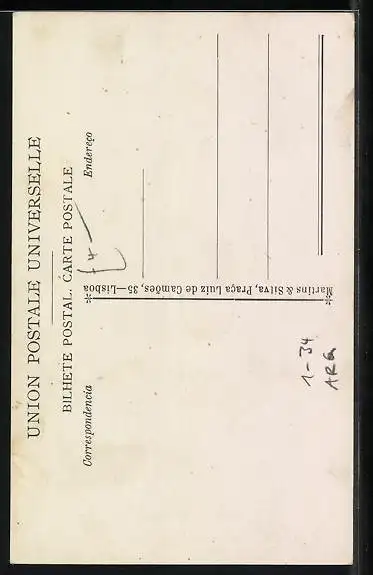 UNION POSTALE UNIVERSELLE
BILHETE POSTAL. CARTE POSTALE
Correspondencia
Endereço
Martins & Silva, Praça Luiz de Camões, 35—Lisboa
1-34
ARG